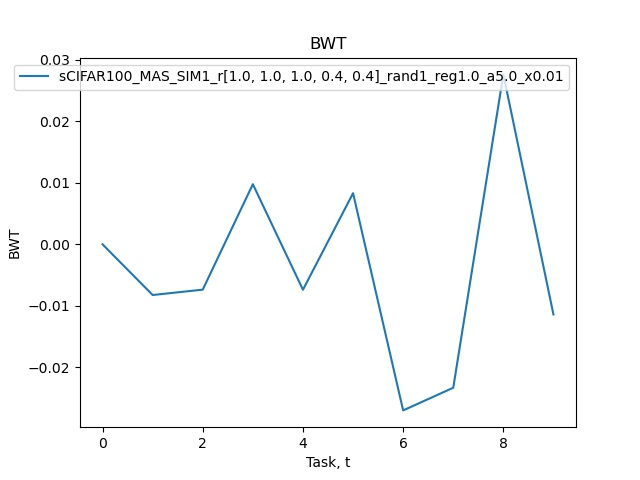 BWT
sCIFAR100_MAS_SIM1_r[1.0, 1.0, 1.0, 0.4, 0.4]_rand1_reg1.0_a5.0_x0.01
0.03
0.02
0.01
0.00
−0.01
−0.02
BWT
0 2 4 6 8
Task, t